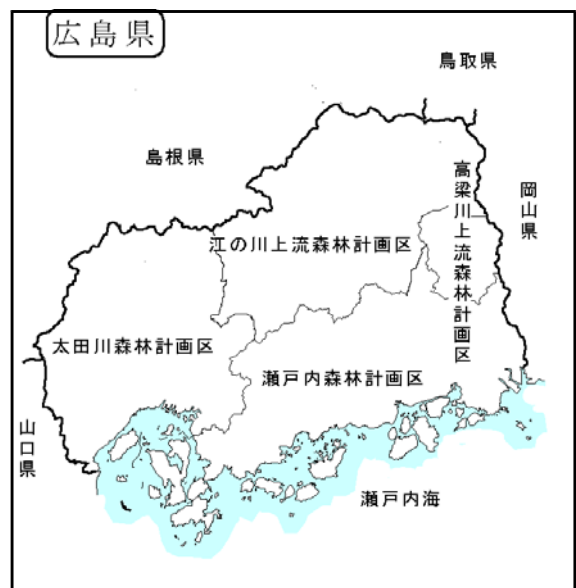 広島県
鳥取県
島根県
岡山県
高梁川上流森林計画区
江の川上流森林計画区
太田川森林計画区
瀬戸内森林計画区
山口県
瀬戸内海